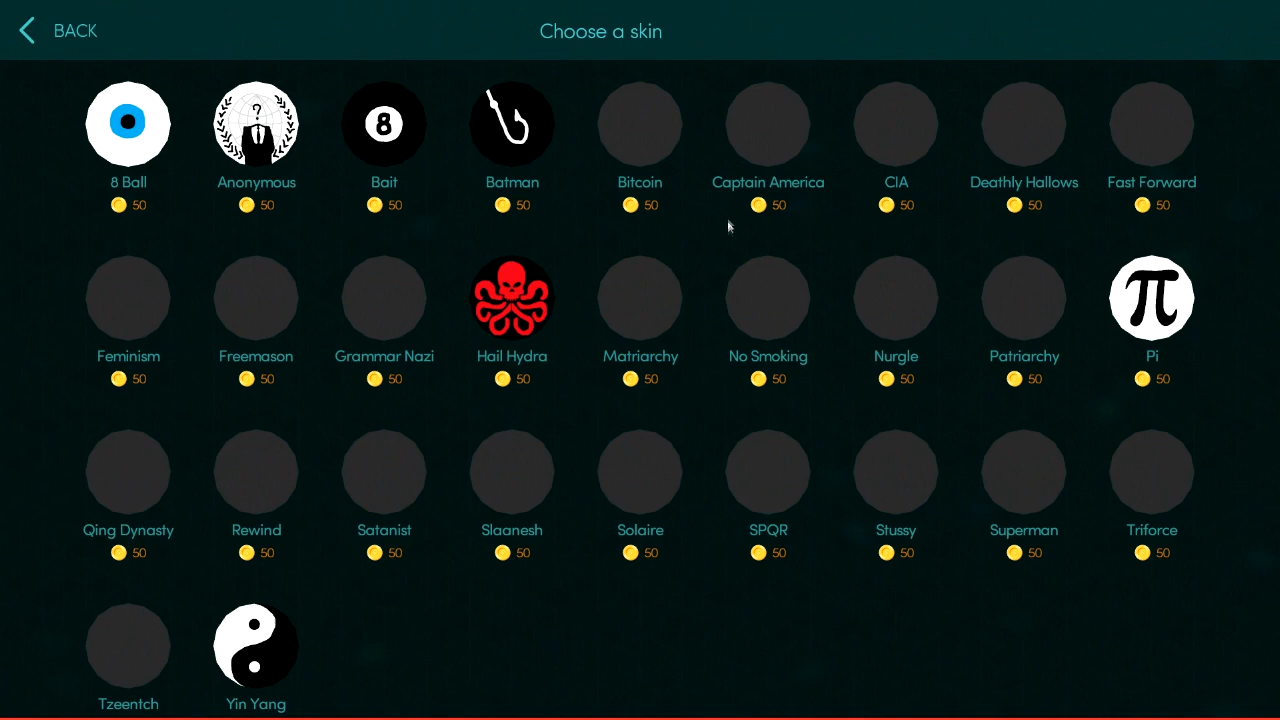 BACK
Choose a skin
?
8
8 Ball Anonymous Bait Batman Bitcoin Captain America CIA Deathly Hallows Fast Forward
50 50 50 50 50 50 50 50 50
π
Feminism Freemason Grammar Nazi Hail Hydra Matriarchy No Smoking Nurgle Patriarchy Pi
50 50 50 50 50 50 50 50 50
Qing Dynasty Rewind Satanist Slaanesh Solaire SPQR Stussy Superman Triforce
50 50 50 50 50 50 50 50 50
Tzeentch Yin Yang